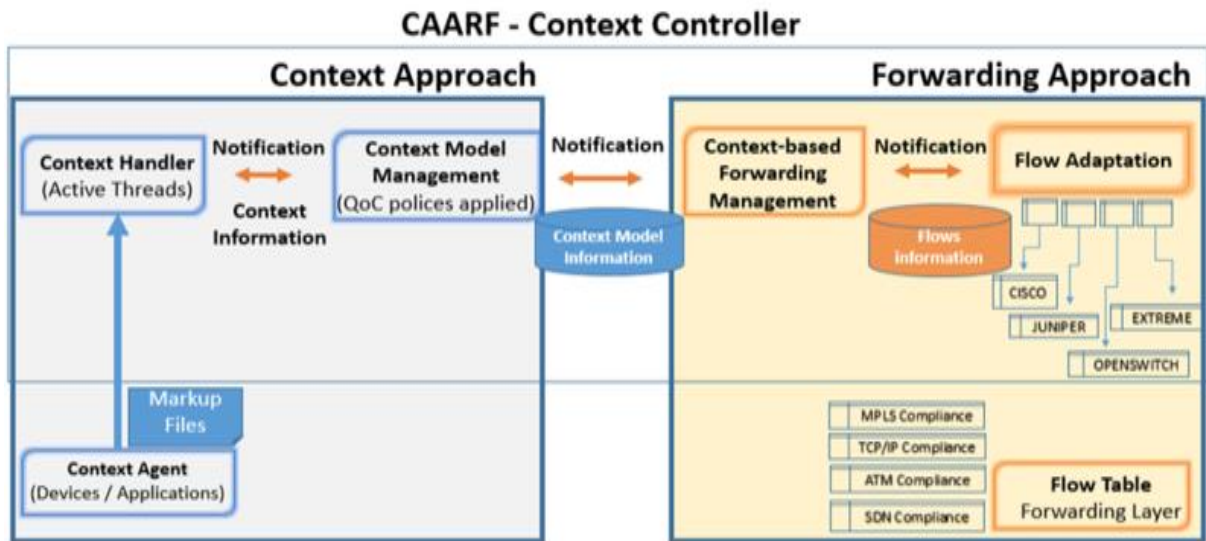 CAARF - Context Controller
Context Approach
Forwarding Approach
Context Handler
(Active Threads)
Notification
Context
Information
Context Model
Management
(QoC polices applied)
Notification
Context Model
Information
Context-based
Forwarding
Management
Notification
Flows
information
Flow Adaptation
CISCO
JUNIPER
EXTREME
OPENSWITCH
Markup
Files
Context Agent
(Devices / Applications)
MPLS Compliance
TCP/IP Compliance
ATM Compliance
SDN Compliance
Flow Table
Forwarding Layer